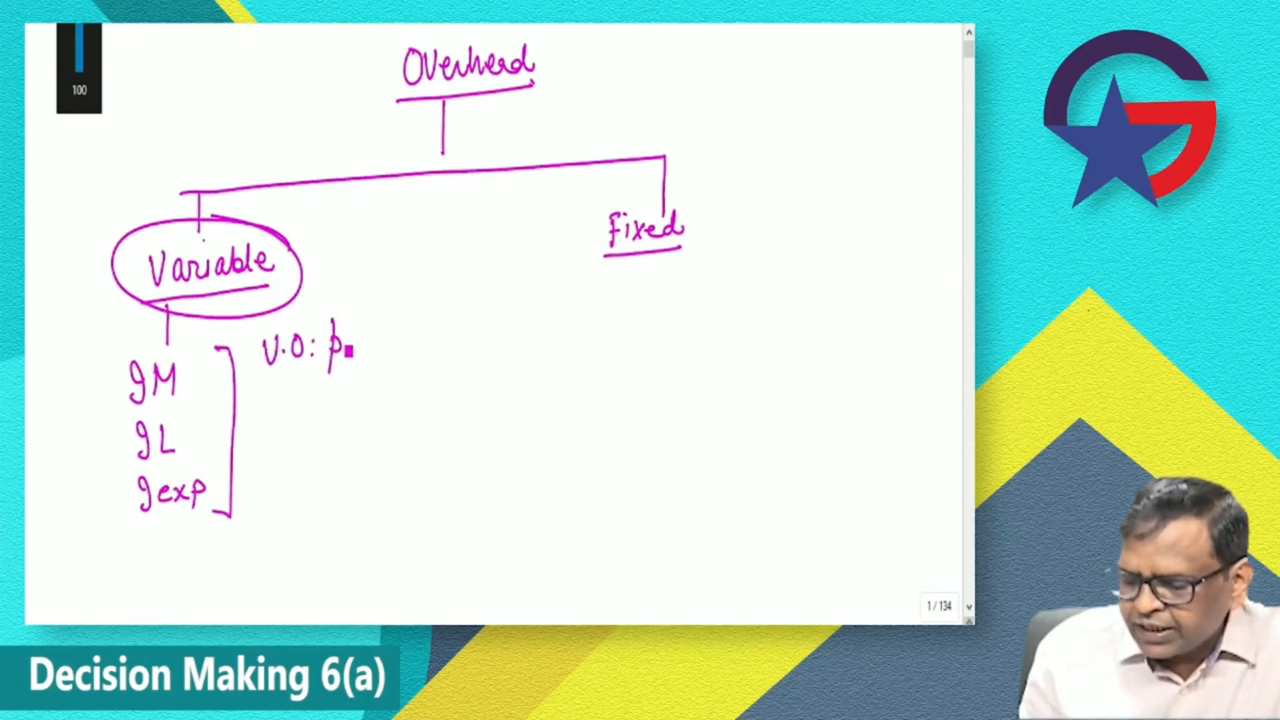 100
Overhead
Variable
Fixed
V.O: p
IM
IL
Iexp
1 / 134
Decision Making 6(a)